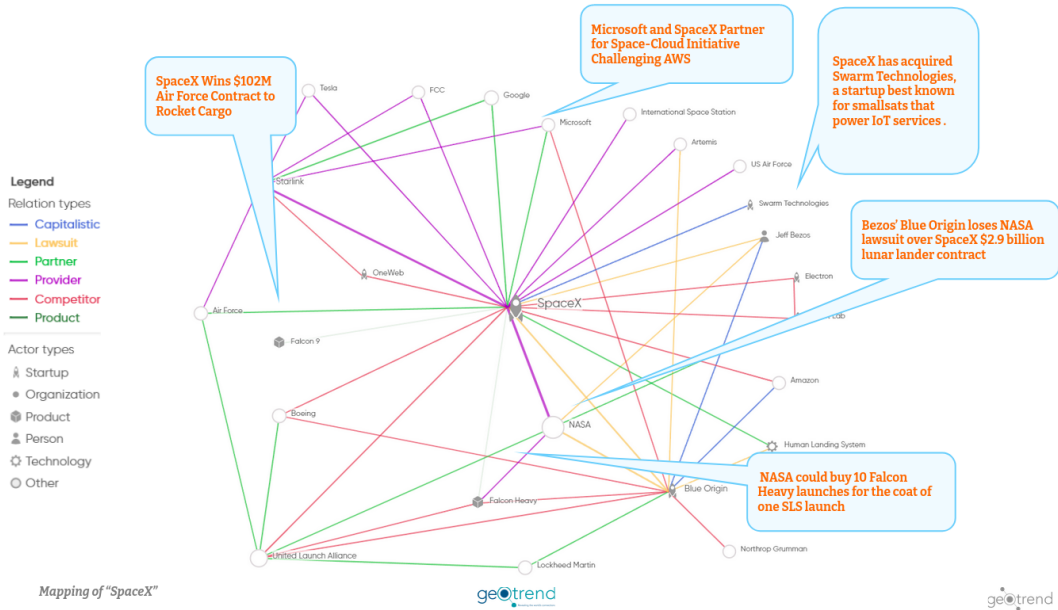 SpaceX Wins $102M
Air Force Contract to
Rocket Cargo
Microsoft and SpaceX Partner
for Space-Cloud Initiative
Challenging AWS
SpaceX has acquired
Swarm Technologies,
a startup best known
for smallsats that
power IoT services .
Tesla
FCC
Google
Microsoft
International Space Station
Artemis
US Air Force
Starlink
Swarm Technologies
Jeff Bezos
Bezos' Blue Origin loses NASA
lawsuit over SpaceX $2.9 billion
lunar lander contract
Legend
Relation types
Capitalistic
Lawsuit
Partner
Provider
Competitor
Product
Actor types
Startup
Organization
Product
Person
Technology
Other
OneWeb
Electron
SpaceX
Air Force
Lab
Falcon 9
Amazon
Boeing
NASA
Human Landing System
NASA could buy 10 Falcon
Heavy launches for the coat of
one SLS launch
Blue Origin
Falcon Heavy
Northrop Grumman
United Launch Alliance
Lockheed Martin
Mapping of "SpaceX"
geotrend
geotrend